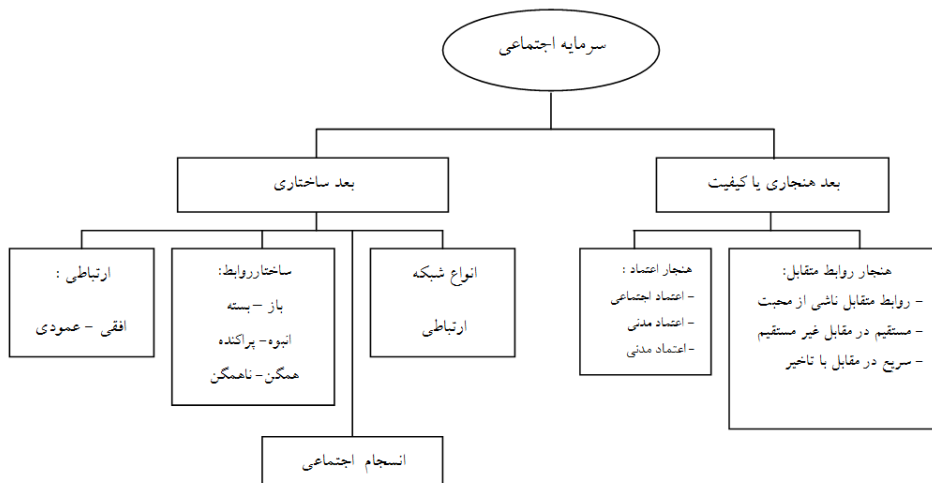 سرمایه اجتماعی
بعد هنجاری یا کیفیت
بعد ساختاری
هنجار روابط متقابل:
- روابط متقابل ناشی از محبت
- مستقیم در مقابل غیر مستقیم
- سریع در مقابل با تاخیر
هنجار اعتماد :
- اعتماد اجتماعی
- اعتماد مدنی
- اعتماد مدنی
انواع شبکه
ارتباطی
ساختارروابط:
باز – بسته
انبوه- پراکنده
همگن- ناهمگن
ارتباطی :
افقی - عمودی
انسجام اجتماعی